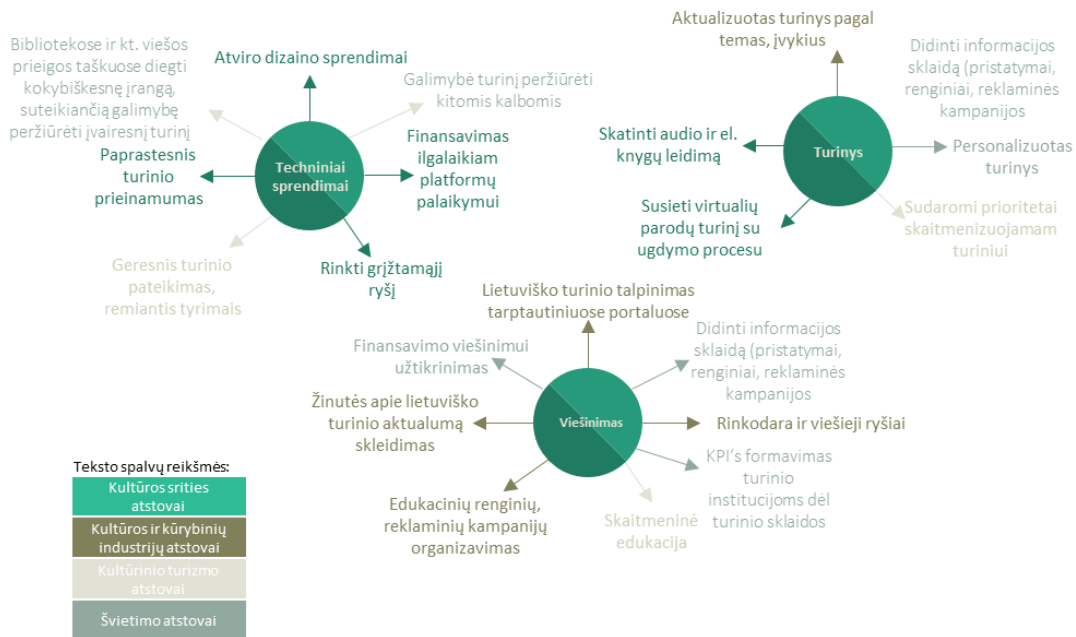 Bibliotekose ir kt. viešos
prieigos taškuose diegti
kokybiškesnę įrangą,
suteikiančią galimybę
peržiūrėti įvairesnį turinį
Atviro dizaino sprendimai
Galimybė turinį peržiūrėti
kitomis kalbomis
Paprastesnis
turinio
prieinamumas
Techniniai
sprendimai
Finansavimas
ilgalaikiam
platformų
palaikymui
Geresnis turinio
pateikimas,
remiantis tyrimais
Rinkti grįžtamąjį
ryšį
Aktualizuotas turinys pagal
temas, įvykius
Didinti informacijos
sklaidą (pristatymai,
renginiai, reklaminės
kampanijos
Skatinti audio ir el.
knygų leidimą
Turinys
Personalizuotas
turinys
Susieti virtualių
parodų turinį su
ugdymo procesu
Sudaromi prioritetai
skaitmenizuojamam
turiniui
Lietuviško turinio talpinimas
tarptautiniuose portaluose
Finansavimo viešinimui
užtikrinimas
Didinti informacijos
sklaidą (pristatymai,
renginiai, reklaminės
kampanijos
Žinutės apie lietuviško
turinio aktualumą
skleidimas
Viešinimas
Rinkodara ir viešieji ryšiai
Edukacinių renginių,
reklaminių kampanijų
organizavimas
Skaitmeninė
edukacija
KPI's formavimas
turinio
institucijoms dėl
turinio sklaidos
Teksto spalvų reikšmės:
Kultūros srities
atstovai
Kultūros ir kūrybinių
industrijų atstovai
Kultūrinio turizmo
atstovai
Švietimo atstovai